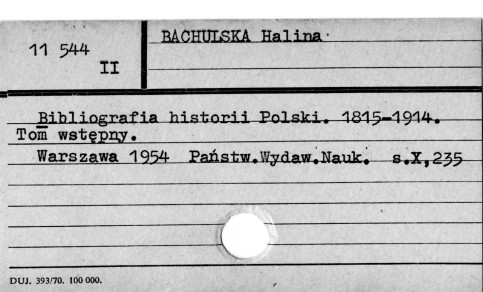 11 544
II
BACHULSKA Halina
Bibliografia historii Polski. 1815-1914.
Tom wstępny.
Warszawa 1954 Państw.Wydaw.Nauk. s.X,235
DUJ. 393/70. 100 000.